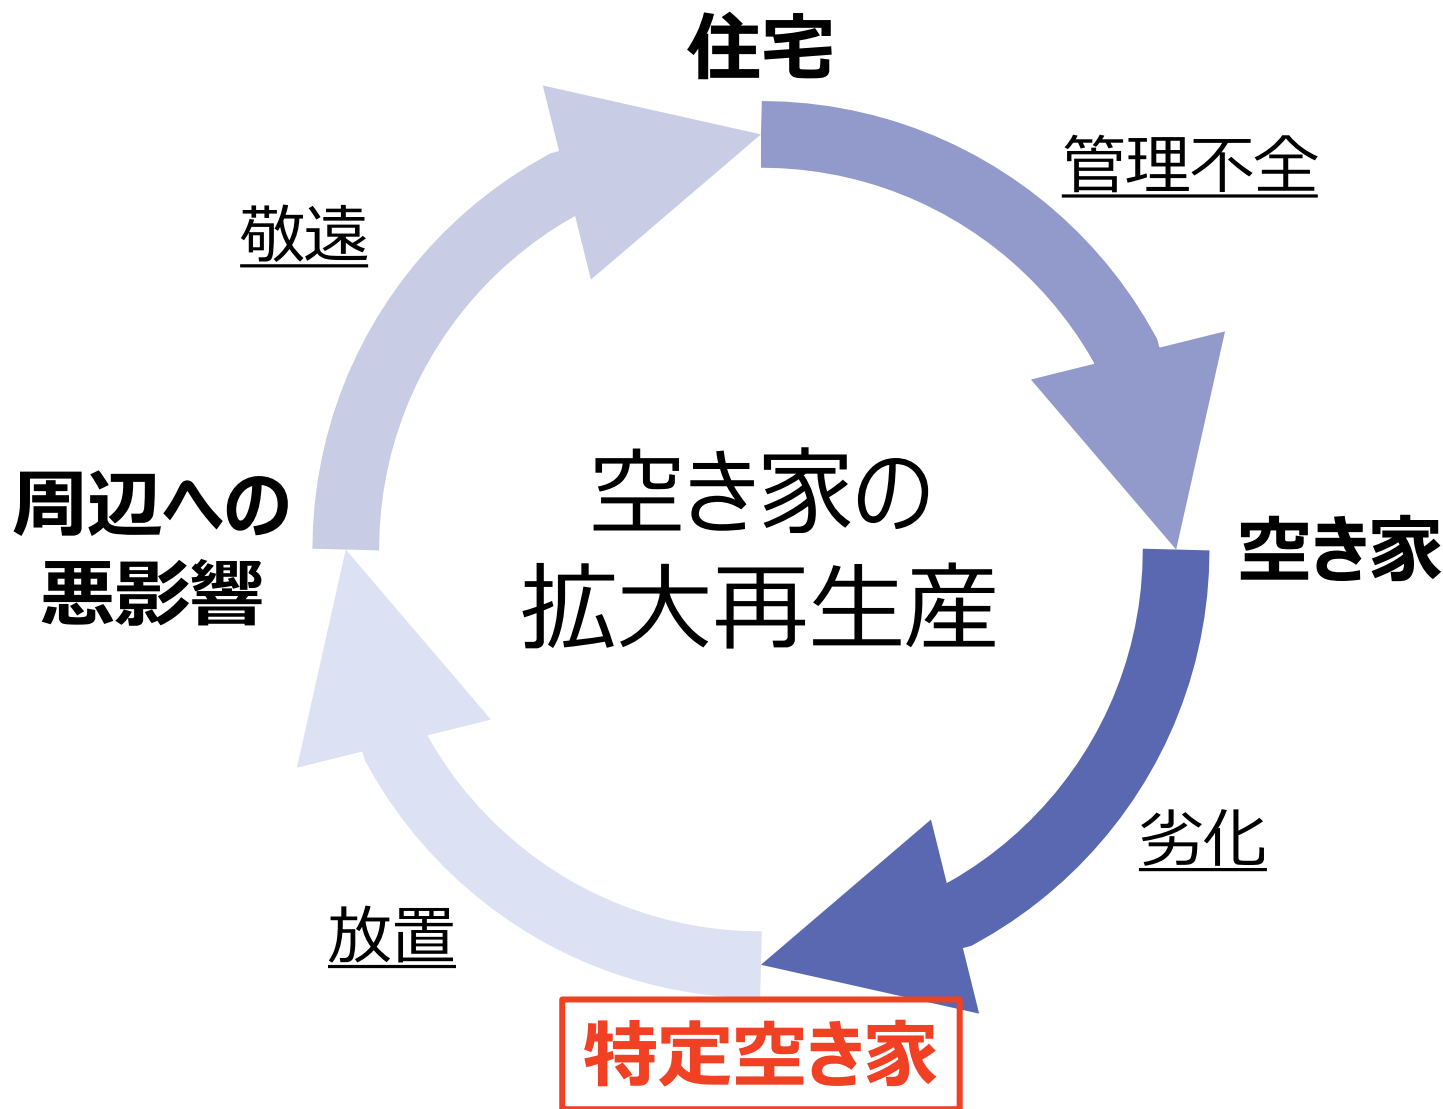 住宅
管理不全
敬遠
空き家の
拡大再生産
周辺への
悪影響
空き家
劣化
放置
特定空き家